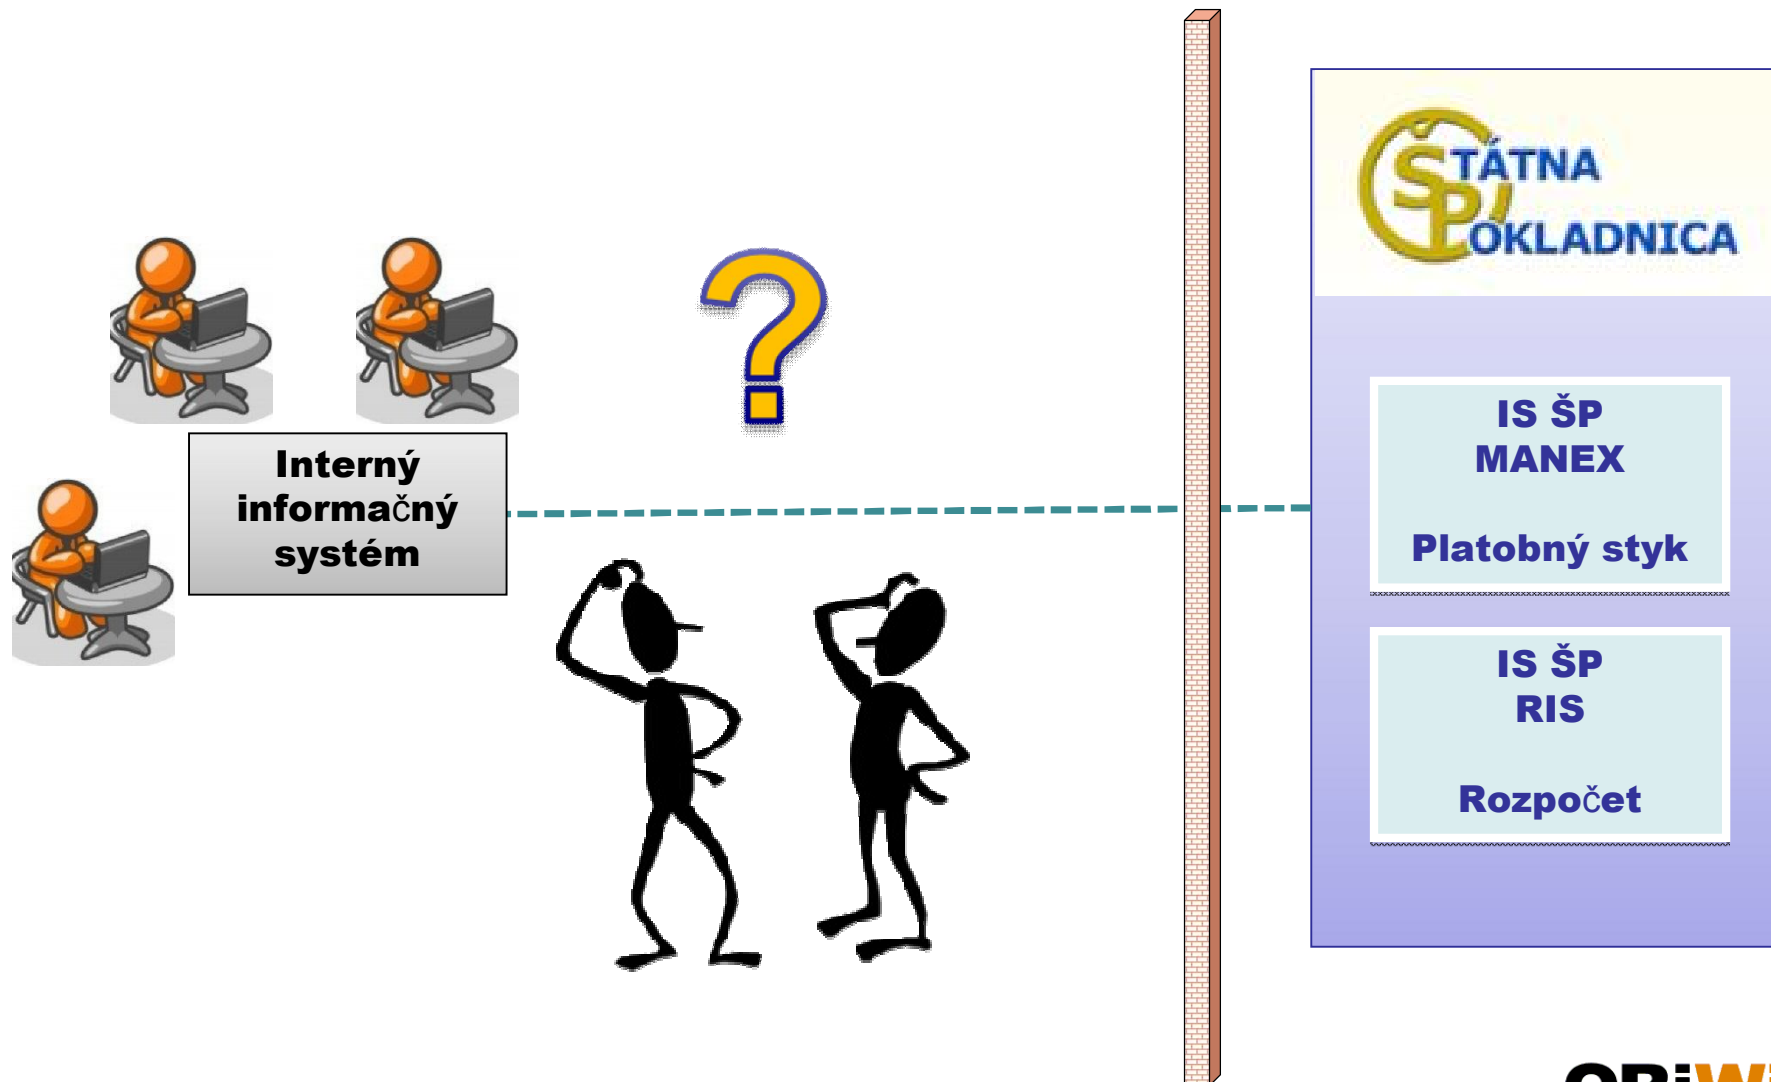 ŠTÁTNA
POKLADNICA
IS ŠP
MANEX
Platobný styk
Interný
informačný
systém
IS ŠP
RIS
Rozpočet